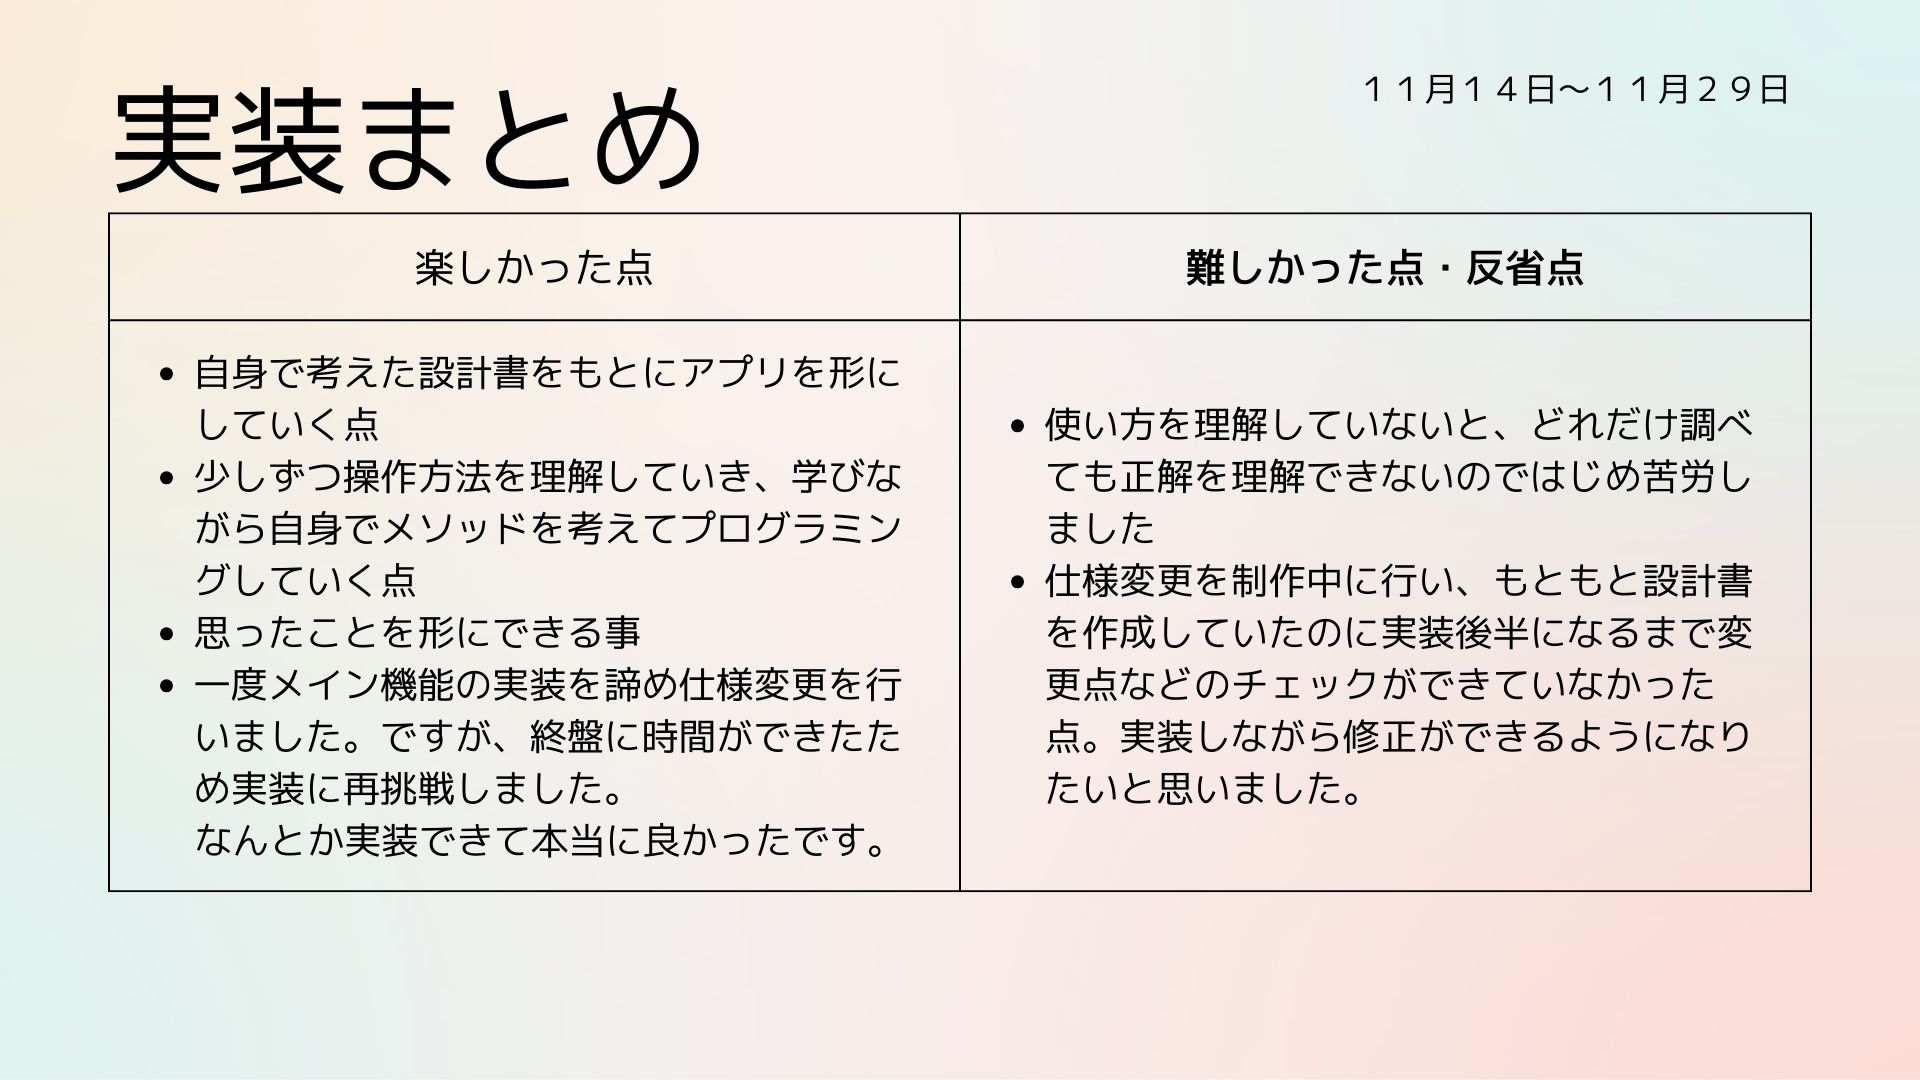 実装まとめ
１１月１４日〜１１月２９日
楽しかった点
難しかった点・反省点
自身で考えた設計書をもとにアプリを形に
していく点
少しずつ操作方法を理解していき、学びな
がら自身でメソッドを考えてプログラミン
グしていく点
思ったことを形にできる事
一度メイン機能の実装を諦め仕様変更を行
いました。ですが、終盤に時間ができたた
め実装に再挑戦しました。
なんとか実装できて本当に良かったです。
使い方を理解していないと、どれだけ調べ
ても正解を理解できないのではじめ苦労し
ました
仕様変更を制作中に行い、もともと設計書
を作成していたのに実装後半になるまで変
更点などのチェックができていなかった
点。実装しながら修正ができるようになり
たいと思いました。